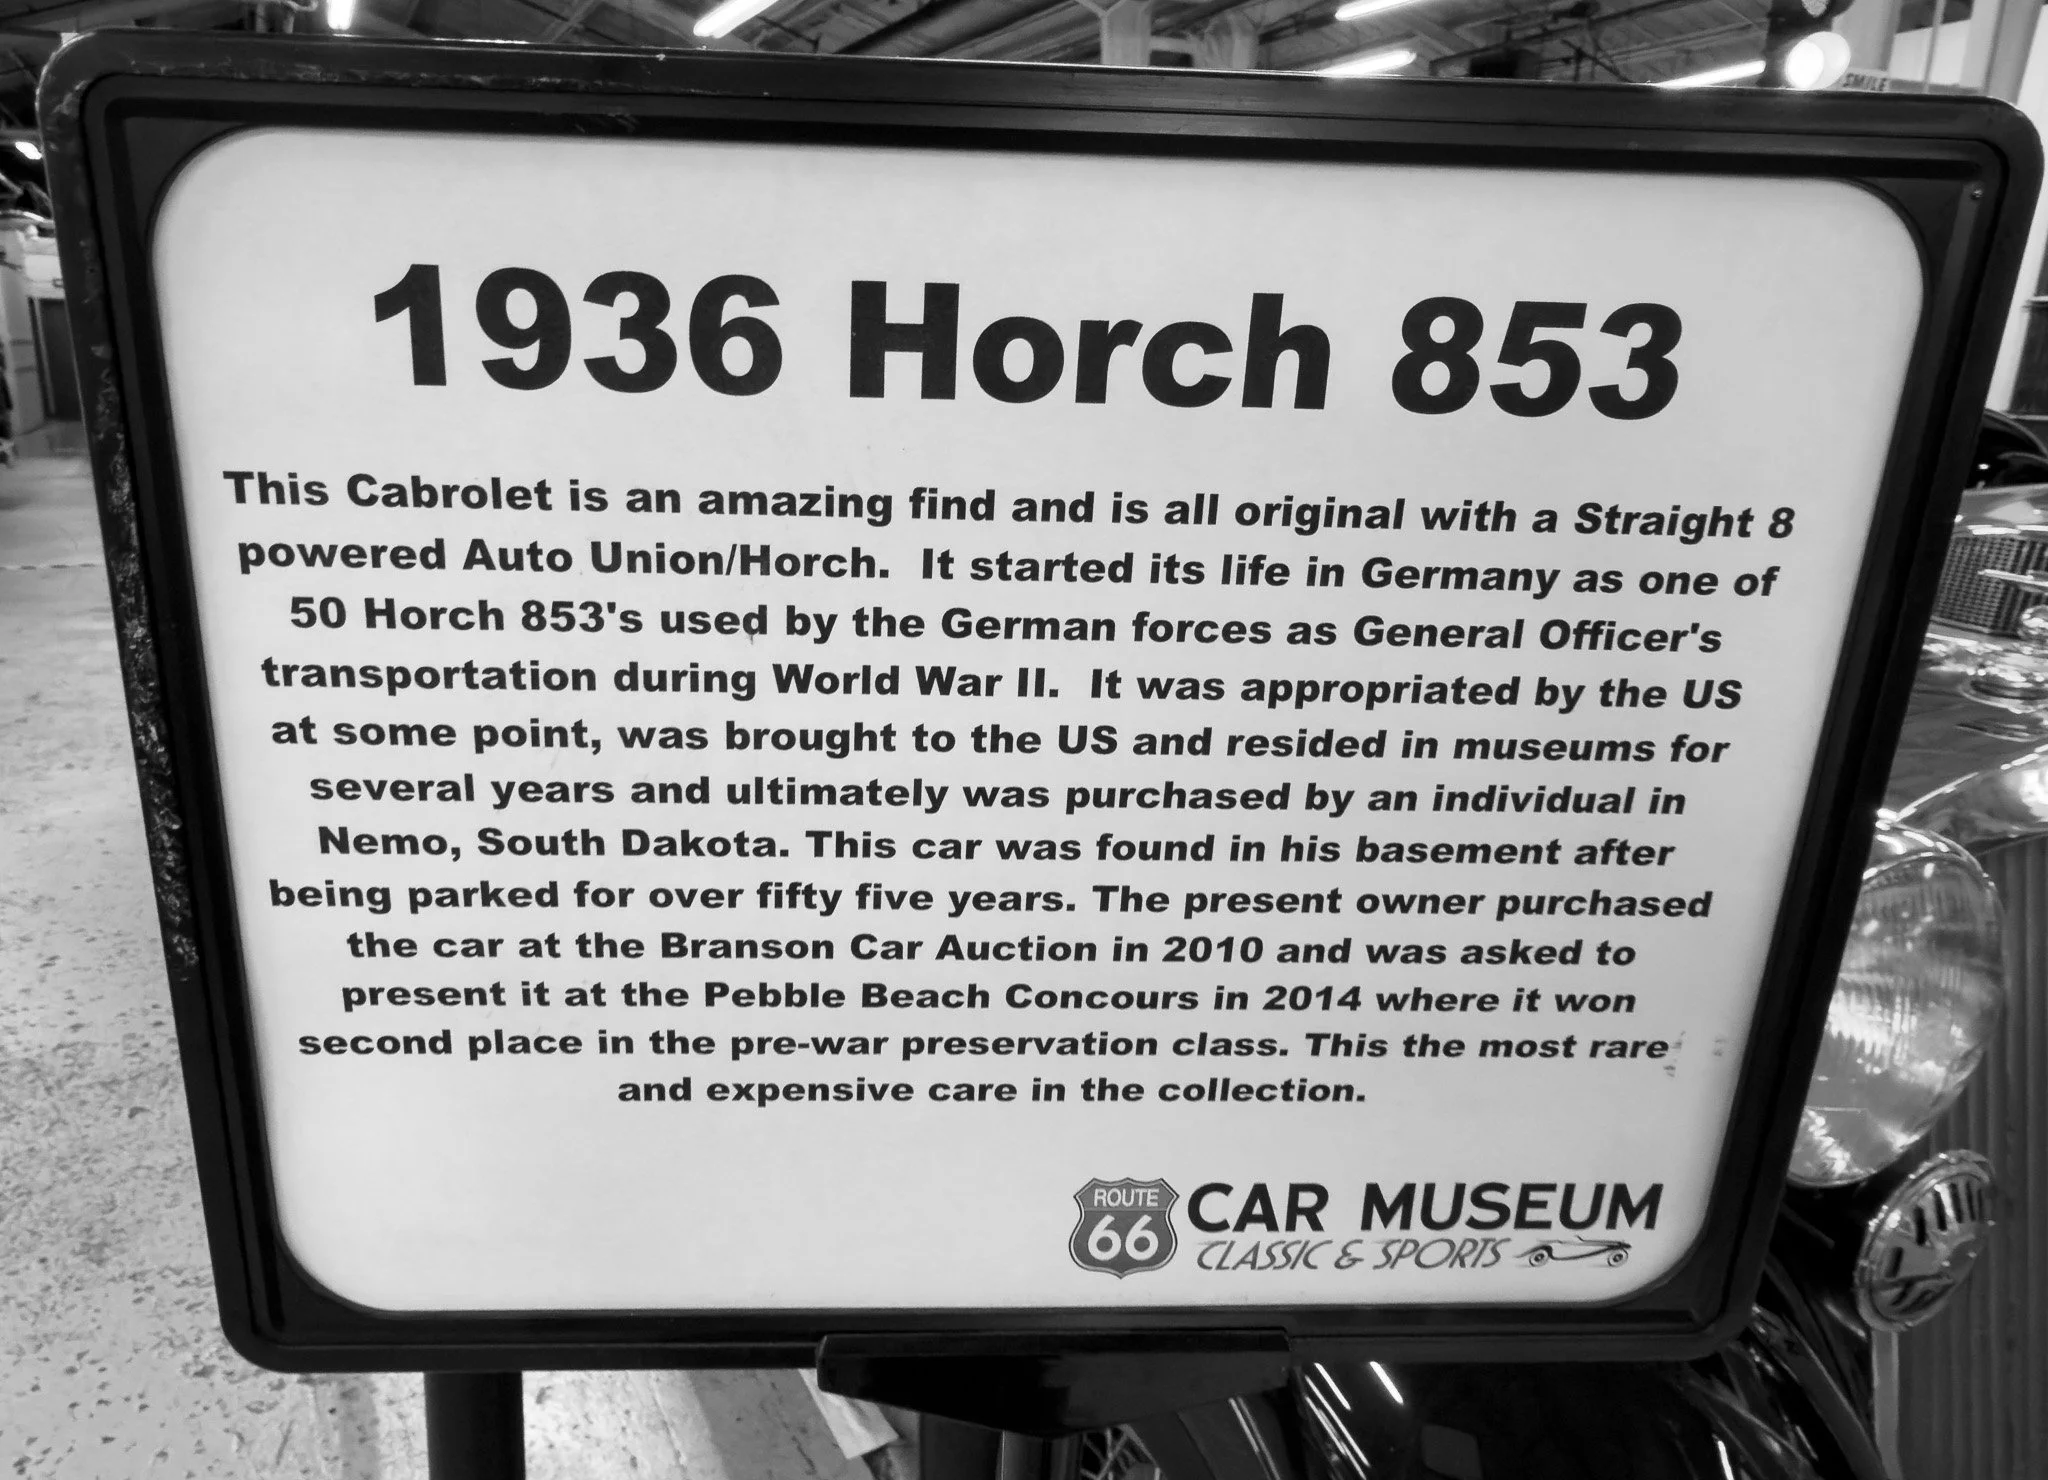 SMILE
1936 Horch 853
This Cabrolet is an amazing find and is all original with a Straight 8
powered Auto Union/Horch. It started its life in Germany as one of
50 Horch 853's used by the German forces as General Officer's
transportation during World War II. It was appropriated by the US
at some point, was brought to the US and resided in museums for
several years and ultimately was purchased by an individual in
Nemo, South Dakota. This car was found in his basement after
being parked for over fifty five years. The present owner purchased
the car at the Branson Car Auction in 2010 and was asked to
present it at the Pebble Beach Concours in 2014 where it won
second place in the pre-war preservation class. This the most rare
and expensive care in the collection.
ROUTE
66
CAR MUSEUM
CLASSIC & SPORTS